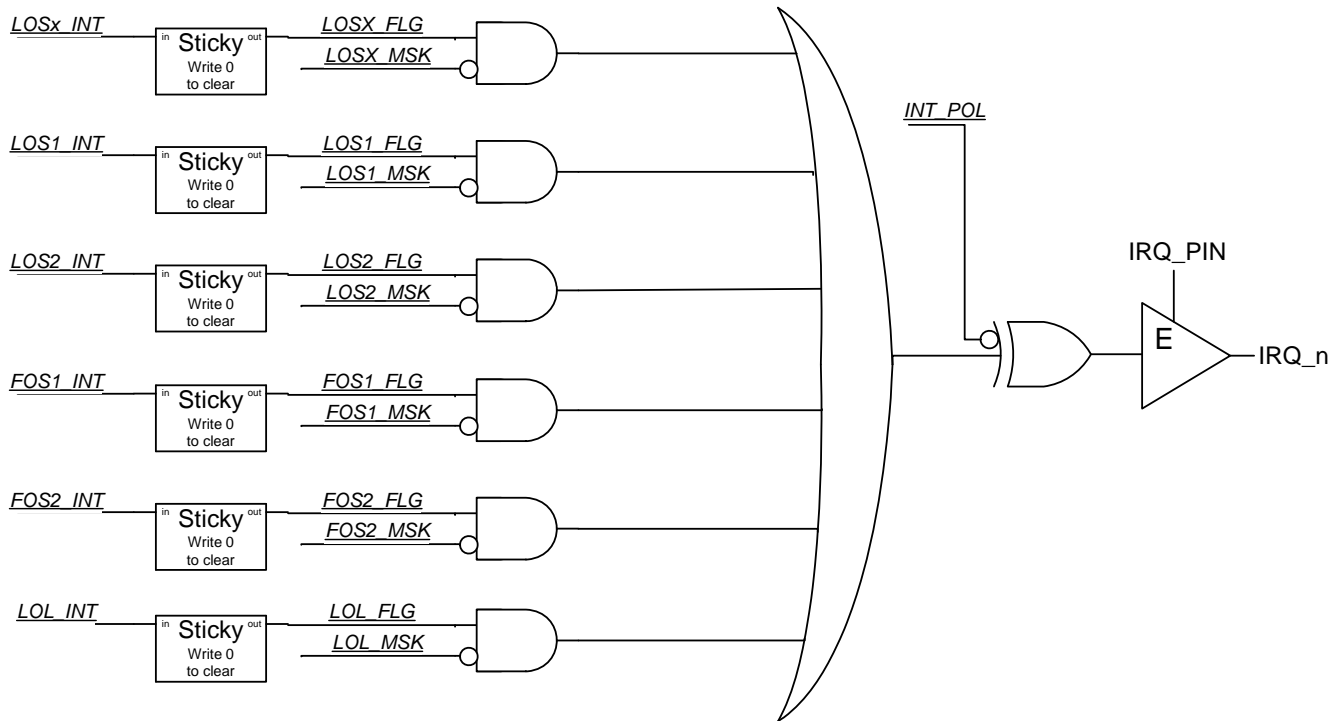 LOSx_INT
in Sticky out
Write 0
to clear
LOSX_FLG
LOSX_MSK
LOS1_INT
in Sticky out
Write 0
to clear
LOS1_FLG
LOS1_MSK
LOS2_INT
in Sticky out
Write 0
to clear
LOS2_FLG
LOS2_MSK
FOS1_INT
in Sticky out
Write 0
to clear
FOS1_FLG
FOS1_MSK
FOS2_INT
in Sticky out
Write 0
to clear
FOS2_FLG
FOS2_MSK
LOL_INT
in Sticky out
Write 0
to clear
LOL_FLG
LOL_MSK
INT_POL
IRQ_PIN
E
IRQ_n